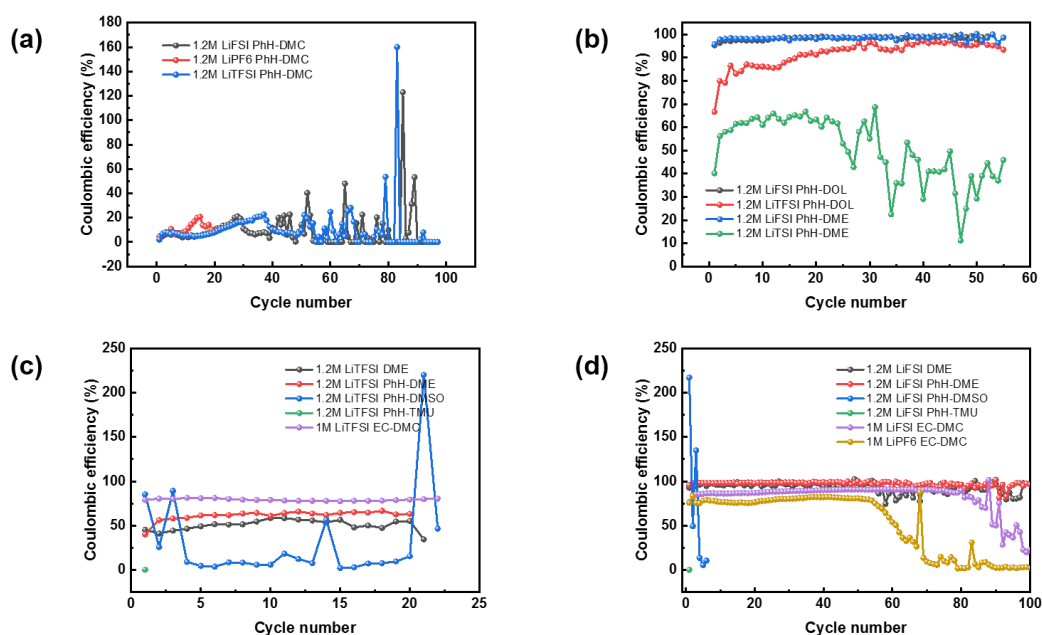 (a)
Coulombic efficiency (%)
180
160
140
120
100
80
60
40
20
0
-20
1.2M LiFSI PhH-DMC
1.2M LiPF6 PhH-DMC
1.2M LiTFSI PhH-DMC
0 20 40 60 80 100
Cycle number
(b)
Coulombic efficiency (%)
100
90
80
70
60
50
40
30
20
10
0
1.2M LiFSI PhH-DOL
1.2M LiTFSI PhH-DOL
1.2M LiFSI PhH-DME
1.2M LiTSI PhH-DME
0 10 20 30 40 50 60
Cycle number
(c)
Coulombic efficiency (%)
250
200
150
100
50
0
1.2M LiTFSI DME
1.2M LiTFSI PhH-DME
1.2M LiTFSI PhH-DMSO
1.2M LiTFSI PhH-TMU
1M LiTFSI EC-DMC
0 5 10 15 20 25
Cycle number
(d)
Coulombic efficiency (%)
250
200
150
100
50
0
1.2M LiFSI DME
1.2M LiFSI PhH-DME
1.2M LiFSI PhH-DMSO
1.2M LiFSI PhH-TMU
1M LiFSI EC-DMC
1M LiPF6 EC-DMC
0 20 40 60 80 100
Cycle number